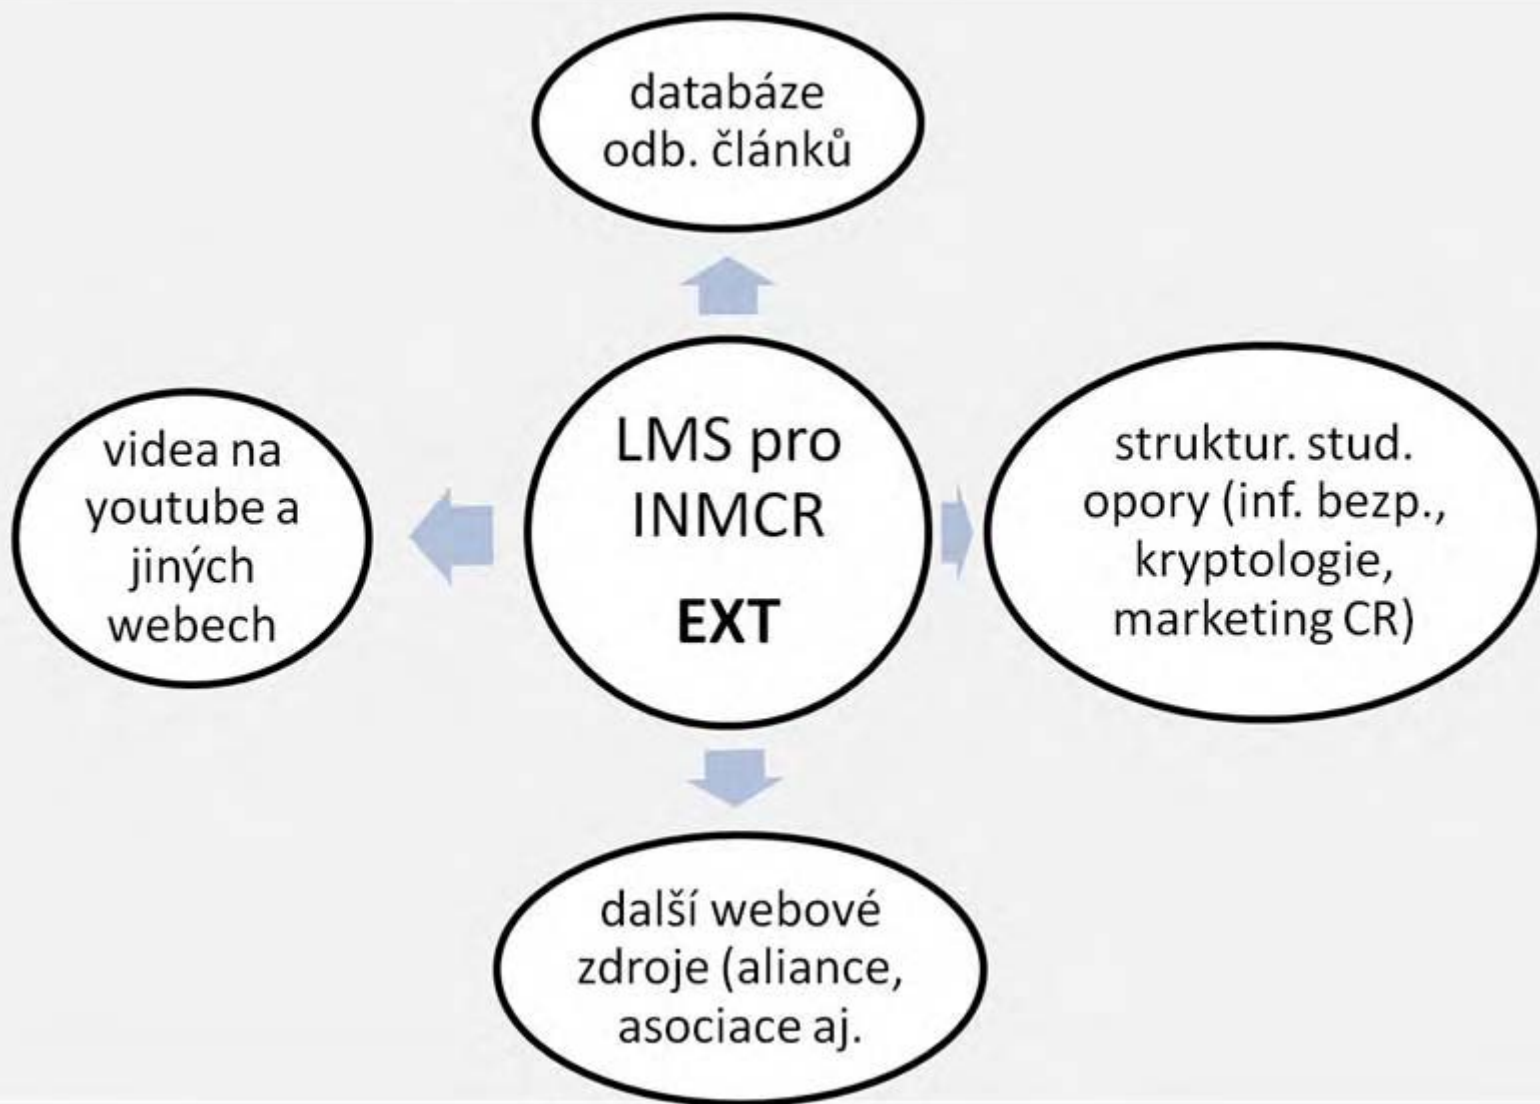 databáze
odb. článků
videa na
youtube a
jiných
webech
LMS pro
INMCR
EXT
struktur. stud.
opory (inf. bezp.,
kryptologie,
marketing CR)
další webové
zdroje (aliance,
asociace aj.